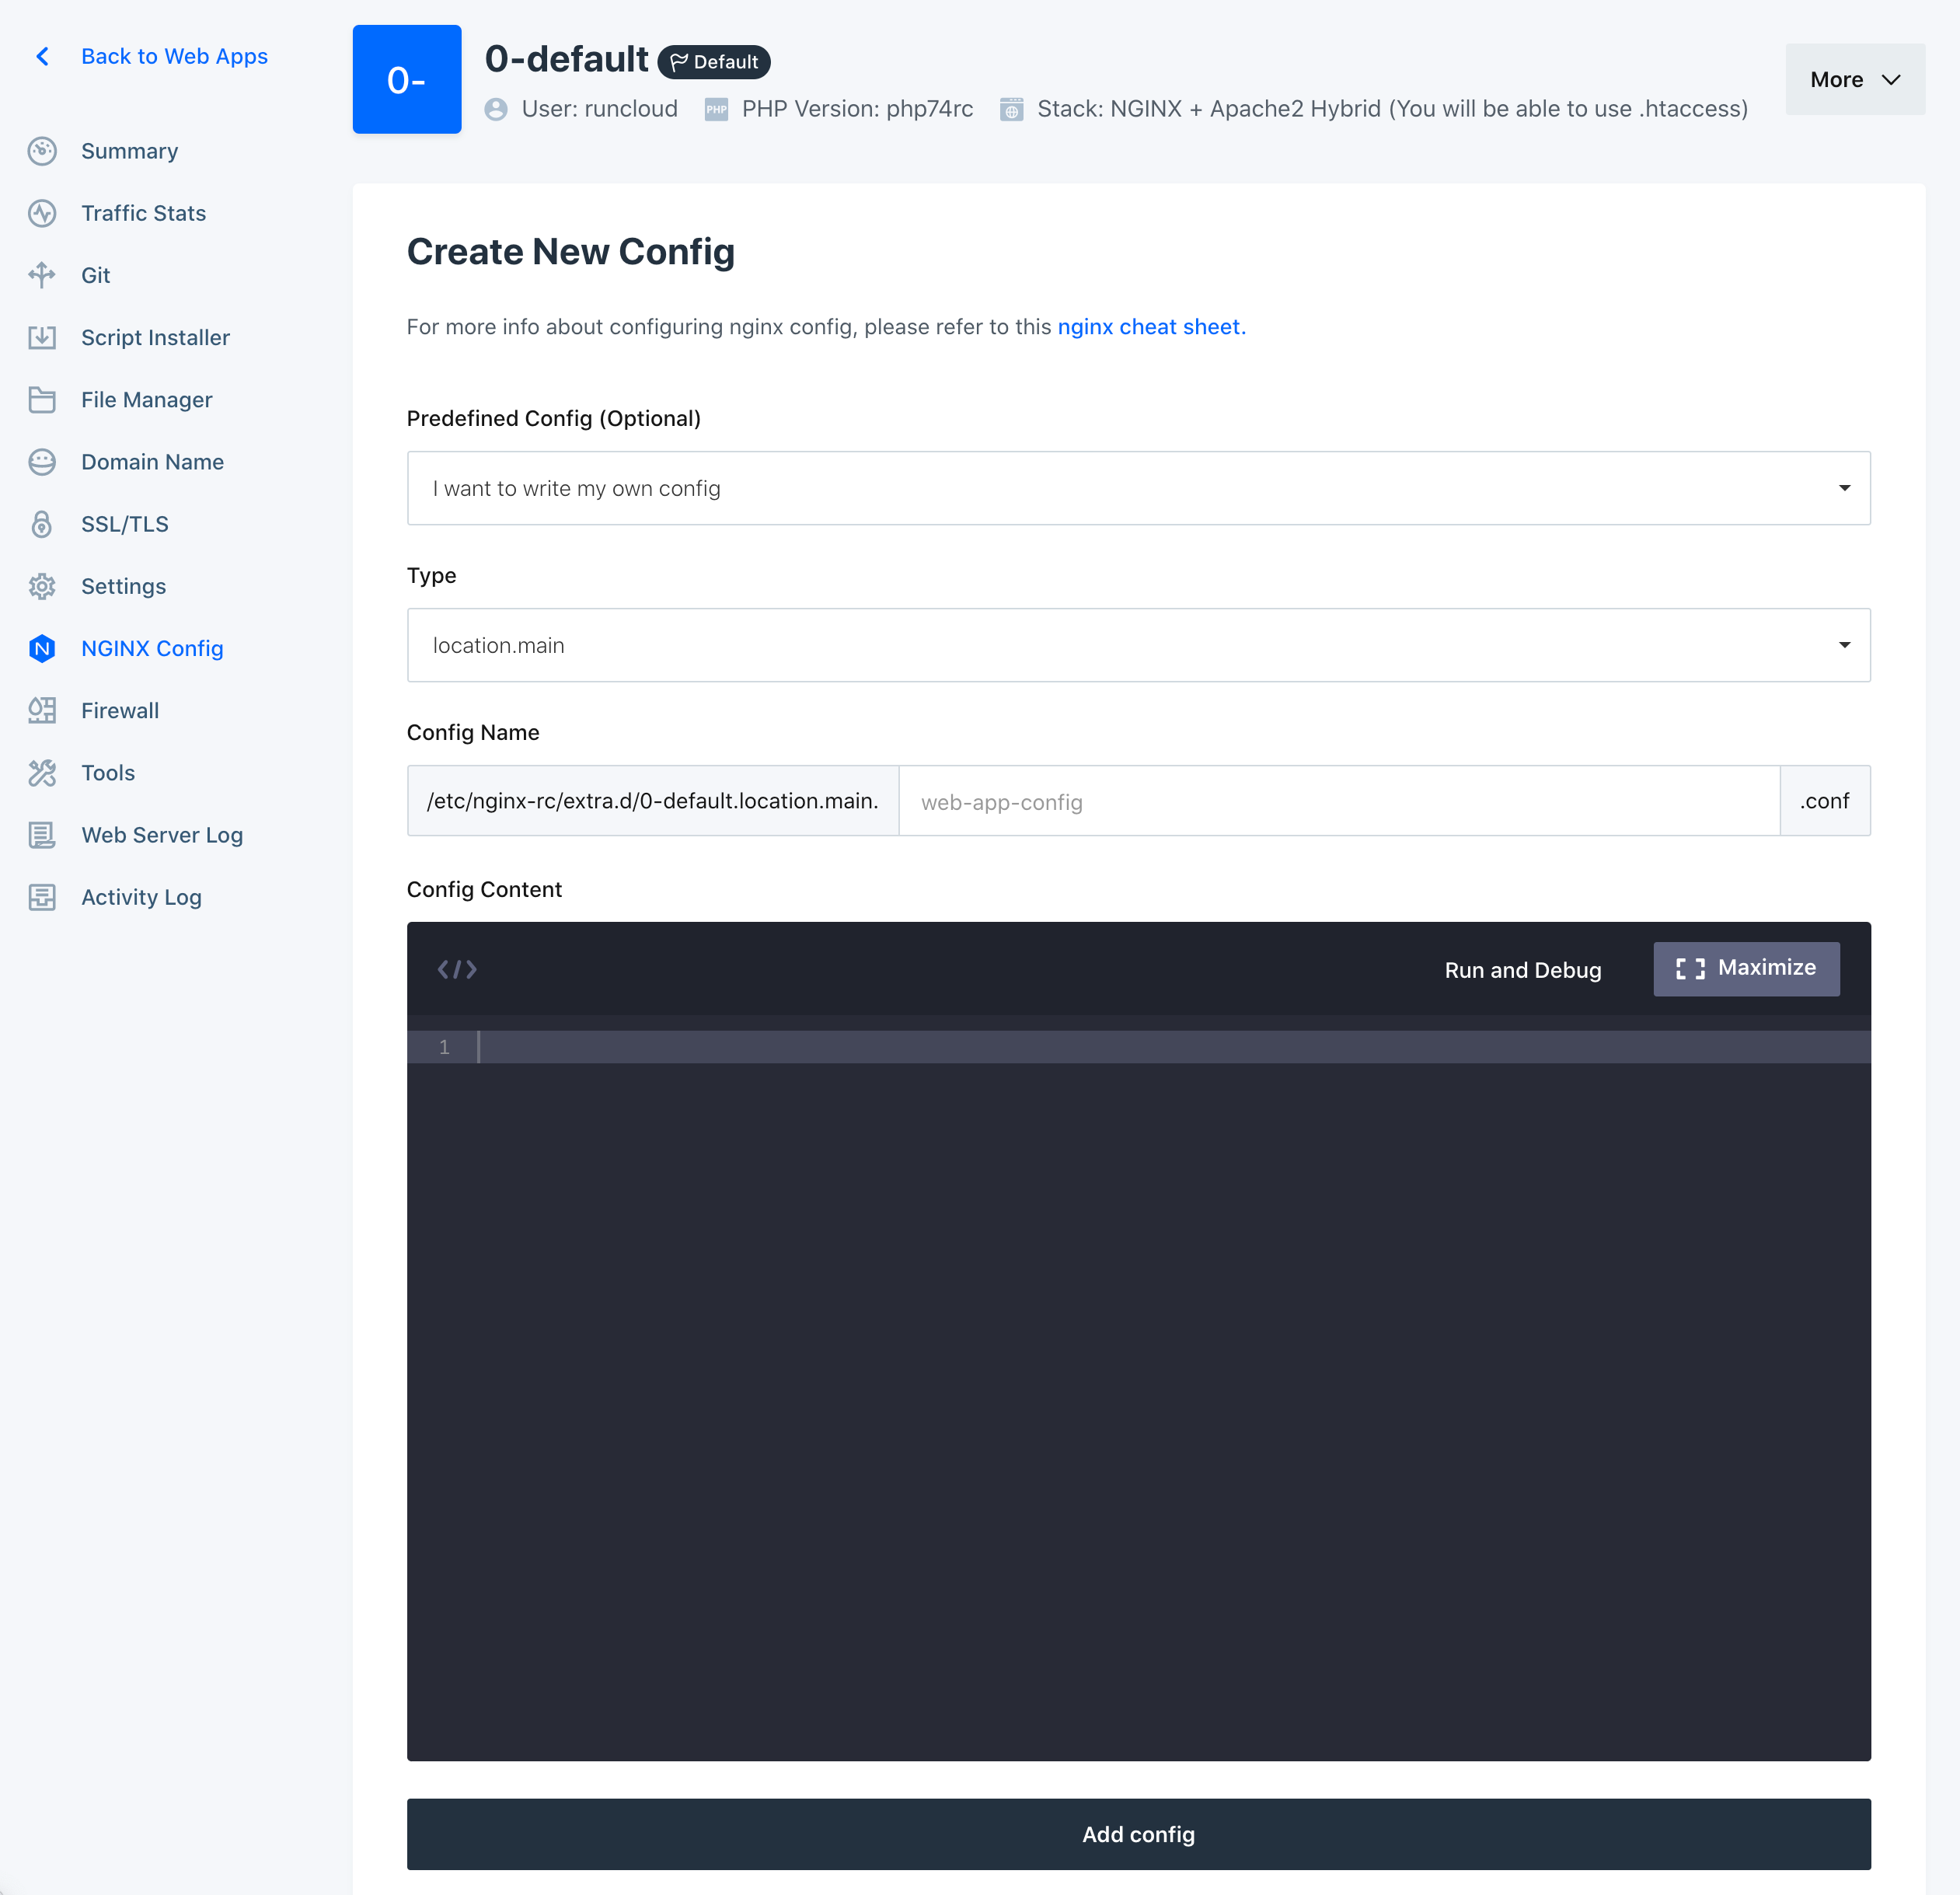 Back to Web Apps
Summary
Traffic Stats
Git
Script Installer
File Manager
Domain Name
SSL/TLS
Settings
NGINX Config
Firewall
Tools
Web Server Log
Activity Log
0-
0-default
Default
User: runcloud
PHP
PHP Version: php74rc
Stack: NGINX + Apache2 Hybrid (You will be able to use .htaccess)
More
Create New Config
For more info about configuring nginx config, please refer to this nginx cheat sheet.
Predefined Config (Optional)
I want to write my own config
Type
location.main
Config Name
/etc/nginx-rc/extra.d/0-default.location.main.
web-app-config
.conf
Config Content
</>
Run and Debug
Maximize
1
Add config